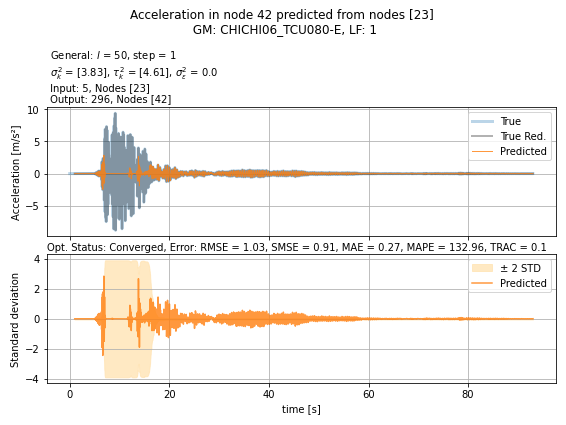 Acceleration in node 42 predicted from nodes [23]
GM: CHICHI06_TCU080-E, LF: 1
General: l = 50, step = 1
σ²ₖ = [3.83], τ²ₖ = [4.61], σ²ε = 0.0
Input: 5, Nodes [23]
Output: 296, Nodes [42]
10
5
0
−5
Acceleration [m/s²]
True
True Red.
Predicted
Opt. Status: Converged, Error: RMSE = 1.03, SMSE = 0.91, MAE = 0.27, MAPE = 132.96, TRAC = 0.1
4
2
0
−2
−4
Standard deviation
± 2 STD
Predicted
0 20 40 60 80
time [s]